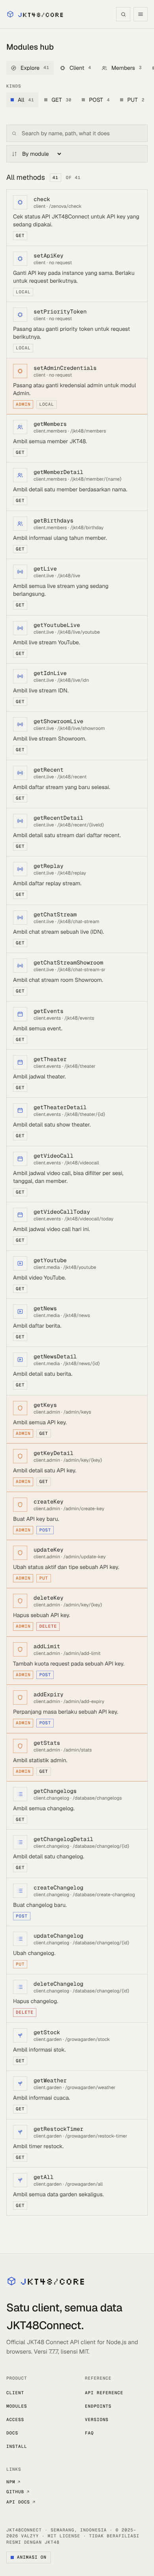 JKT48/CORE
Modules hub
Explore 41 Client 4 Members 3
KINDS
All 41 GET 30 POST 4 PUT 2
Search by name, path, what it does
By module
All methods 41 OF 41
check
client · /zenova/check
Cek status API JKT48Connect untuk API key yang
sedang dipakai.
GET
setApiKey
client · no request
Ganti API key pada instance yang sama. Berlaku
untuk request berikutnya.
LOCAL
setPriorityToken
client · no request
Pasang atau ganti priority token untuk request
berikutnya.
LOCAL
setAdminCredentials
client · no request
Pasang atau ganti kredensial admin untuk modul
Admin.
ADMIN LOCAL
getMembers
client.members · /jkt48/members
Ambil semua member JKT48.
GET
getMemberDetail
client.members · /jkt48/member/{name}
Ambil detail satu member berdasarkan nama.
GET
getBirthdays
client.members · /jkt48/birthday
Ambil informasi ulang tahun member.
GET
getLive
client.live · /jkt48/live
Ambil semua live stream yang sedang
berlangsung.
GET
getYoutubeLive
client.live · /jkt48/live/youtube
Ambil live stream YouTube.
GET
getIdnLive
client.live · /jkt48/live/idn
Ambil live stream IDN.
GET
getShowroomLive
client.live · /jkt48/live/showroom
Ambil live stream Showroom.
GET
getRecent
client.live · /jkt48/recent
Ambil daftar stream yang baru selesai.
GET
getRecentDetail
client.live · /jkt48/recent/{liveId}
Ambil detail satu stream dari daftar recent.
GET
getReplay
client.live · /jkt48/replay
Ambil daftar replay stream.
GET
getChatStream
client.live · /jkt48/chat-stream
Ambil chat stream sebuah live (IDN).
GET
getChatStreamShowroom
client.live · /jkt48/chat-stream-sr
Ambil chat stream room Showroom.
GET
getEvents
client.events · /jkt48/events
Ambil semua event.
GET
getTheater
client.events · /jkt48/theater
Ambil jadwal theater.
GET
getTheaterDetail
client.events · /jkt48/theater/{id}
Ambil detail satu show theater.
GET
getVideoCall
client.events · /jkt48/videocall
Ambil jadwal video call, bisa difilter per sesi,
tanggal, dan member.
GET
getVideoCallToday
client.events · /jkt48/videocall/today
Ambil jadwal video call hari ini.
GET
getYoutube
client.media · /jkt48/youtube
Ambil video YouTube.
GET
getNews
client.media · /jkt48/news
Ambil daftar berita.
GET
getNewsDetail
client.media · /jkt48/news/{id}
Ambil detail satu berita.
GET
getKeys
client.admin · /admin/keys
Ambil semua API key.
ADMIN GET
getKeyDetail
client.admin · /admin/key/{key}
Ambil detail satu API key.
ADMIN GET
createKey
client.admin · /admin/create-key
Buat API key baru.
ADMIN POST
updateKey
client.admin · /admin/update-key
Ubah status aktif dan tipe sebuah API key.
ADMIN PUT
deleteKey
client.admin · /admin/key/{key}
Hapus sebuah API key.
ADMIN DELETE
addLimit
client.admin · /admin/add-limit
Tambah kuota request pada sebuah API key.
ADMIN POST
addExpiry
client.admin · /admin/add-expiry
Perpanjang masa berlaku sebuah API key.
ADMIN POST
getStats
client.admin · /admin/stats
Ambil statistik admin.
ADMIN GET
getChangelogs
client.changelog · /database/changelogs
Ambil semua changelog.
GET
getChangelogDetail
client.changelog · /database/changelog/{id}
Ambil detail satu changelog.
GET
createChangelog
client.changelog · /database/create-changelog
Buat changelog baru.
POST
updateChangelog
client.changelog · /database/changelog/{id}
Ubah changelog.
PUT
deleteChangelog
client.changelog · /database/changelog/{id}
Hapus changelog.
DELETE
getStock
client.garden · /growagarden/stock
Ambil informasi stok.
GET
getWeather
client.garden · /growagarden/weather
Ambil informasi cuaca.
GET
getRestockTimer
client.garden · /growagarden/restock-timer
Ambil timer restock.
GET
getAll
client.garden · /growagarden/all
Ambil semua data garden sekaligus.
GET
JKT48/CORE
Satu clisent, semua data
JKT48Connect.
Official JKT48 Connect API client for Node.js and
browsers. Versi 7.7.7, lisensi MIT.
PRODUCT REFERENCE
CLIENT API REFERENCE
MODULES ENDPOINTS
ACCESS VERSIONS
DOCS FAQ
INSTALL
LINKS
NPM
GITHUB
API DOCS
JKT48CONNECT · SEMARANG, INDONESIA · © 2025–
2026 VALZYY · MIT LICENSE · TIDAK BERAFILIASI
RESMI DENGAN JKT48
ANIMASI ON